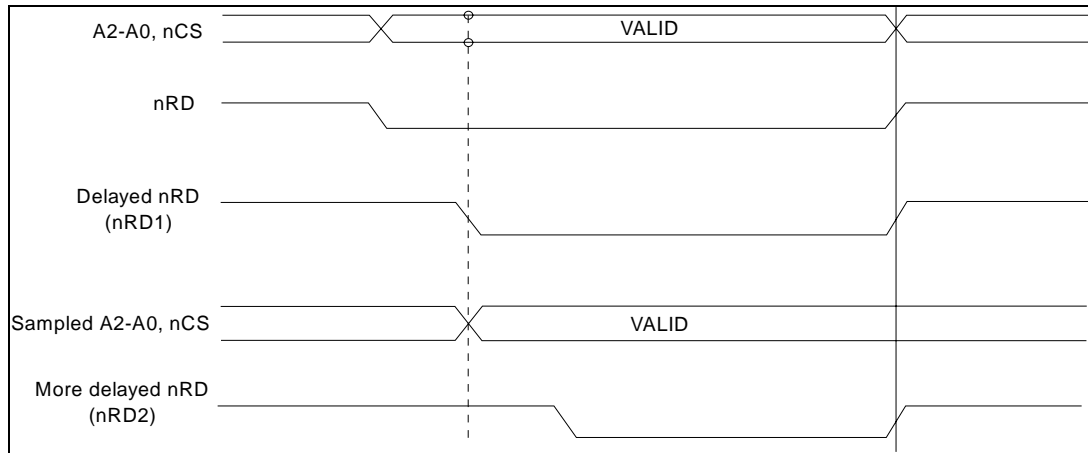 A2-A0, nCS
VALID
nRD
Delayed nRD
(nRD1)
Sampled A2-A0, nCS
VALID
More delayed nRD
(nRD2)